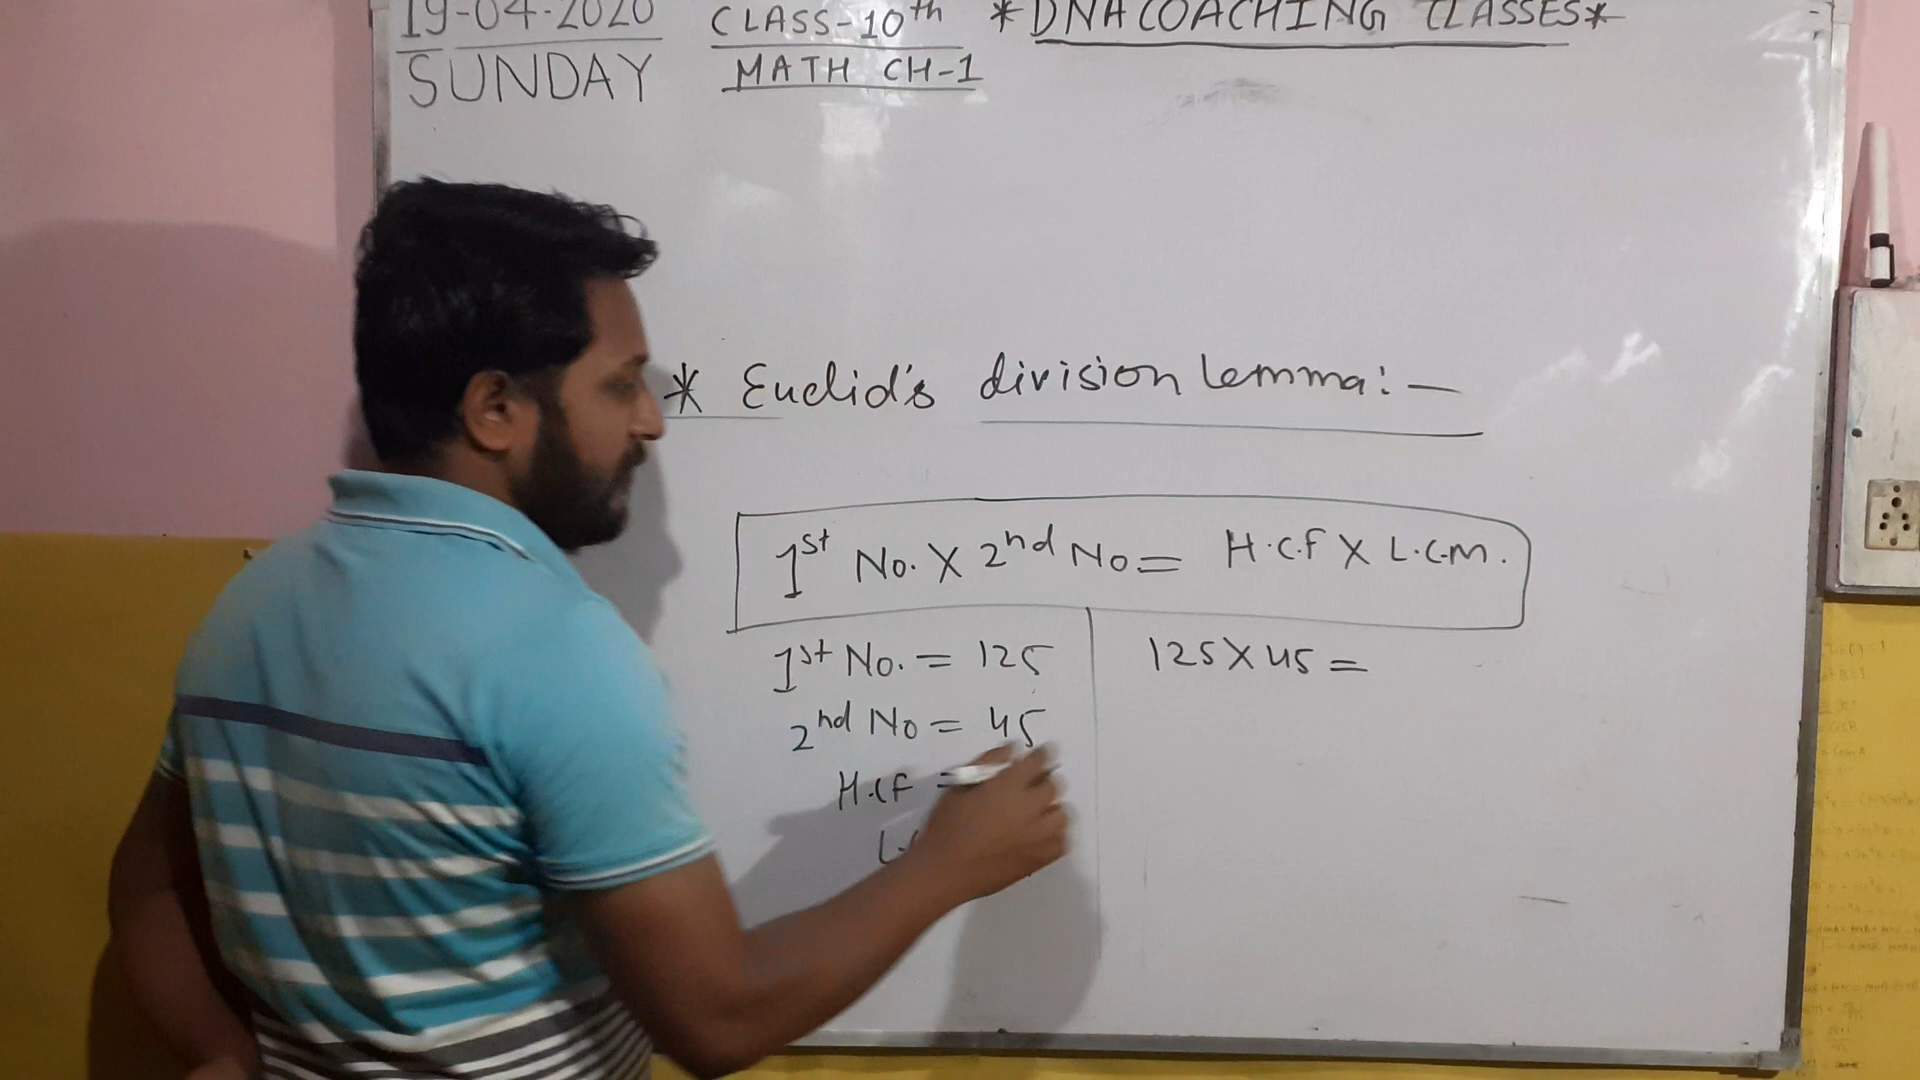 19-04-2020
SUNDAY
CLASS-10th
MATH CH-1
*DNA COACHING CLASSES*
* Euclid's division lemma:-
1st No. X 2nd No = H.C.F X L.C.M.
1st No. = 125
2nd No = 45
H.CF =
125 X 45 =